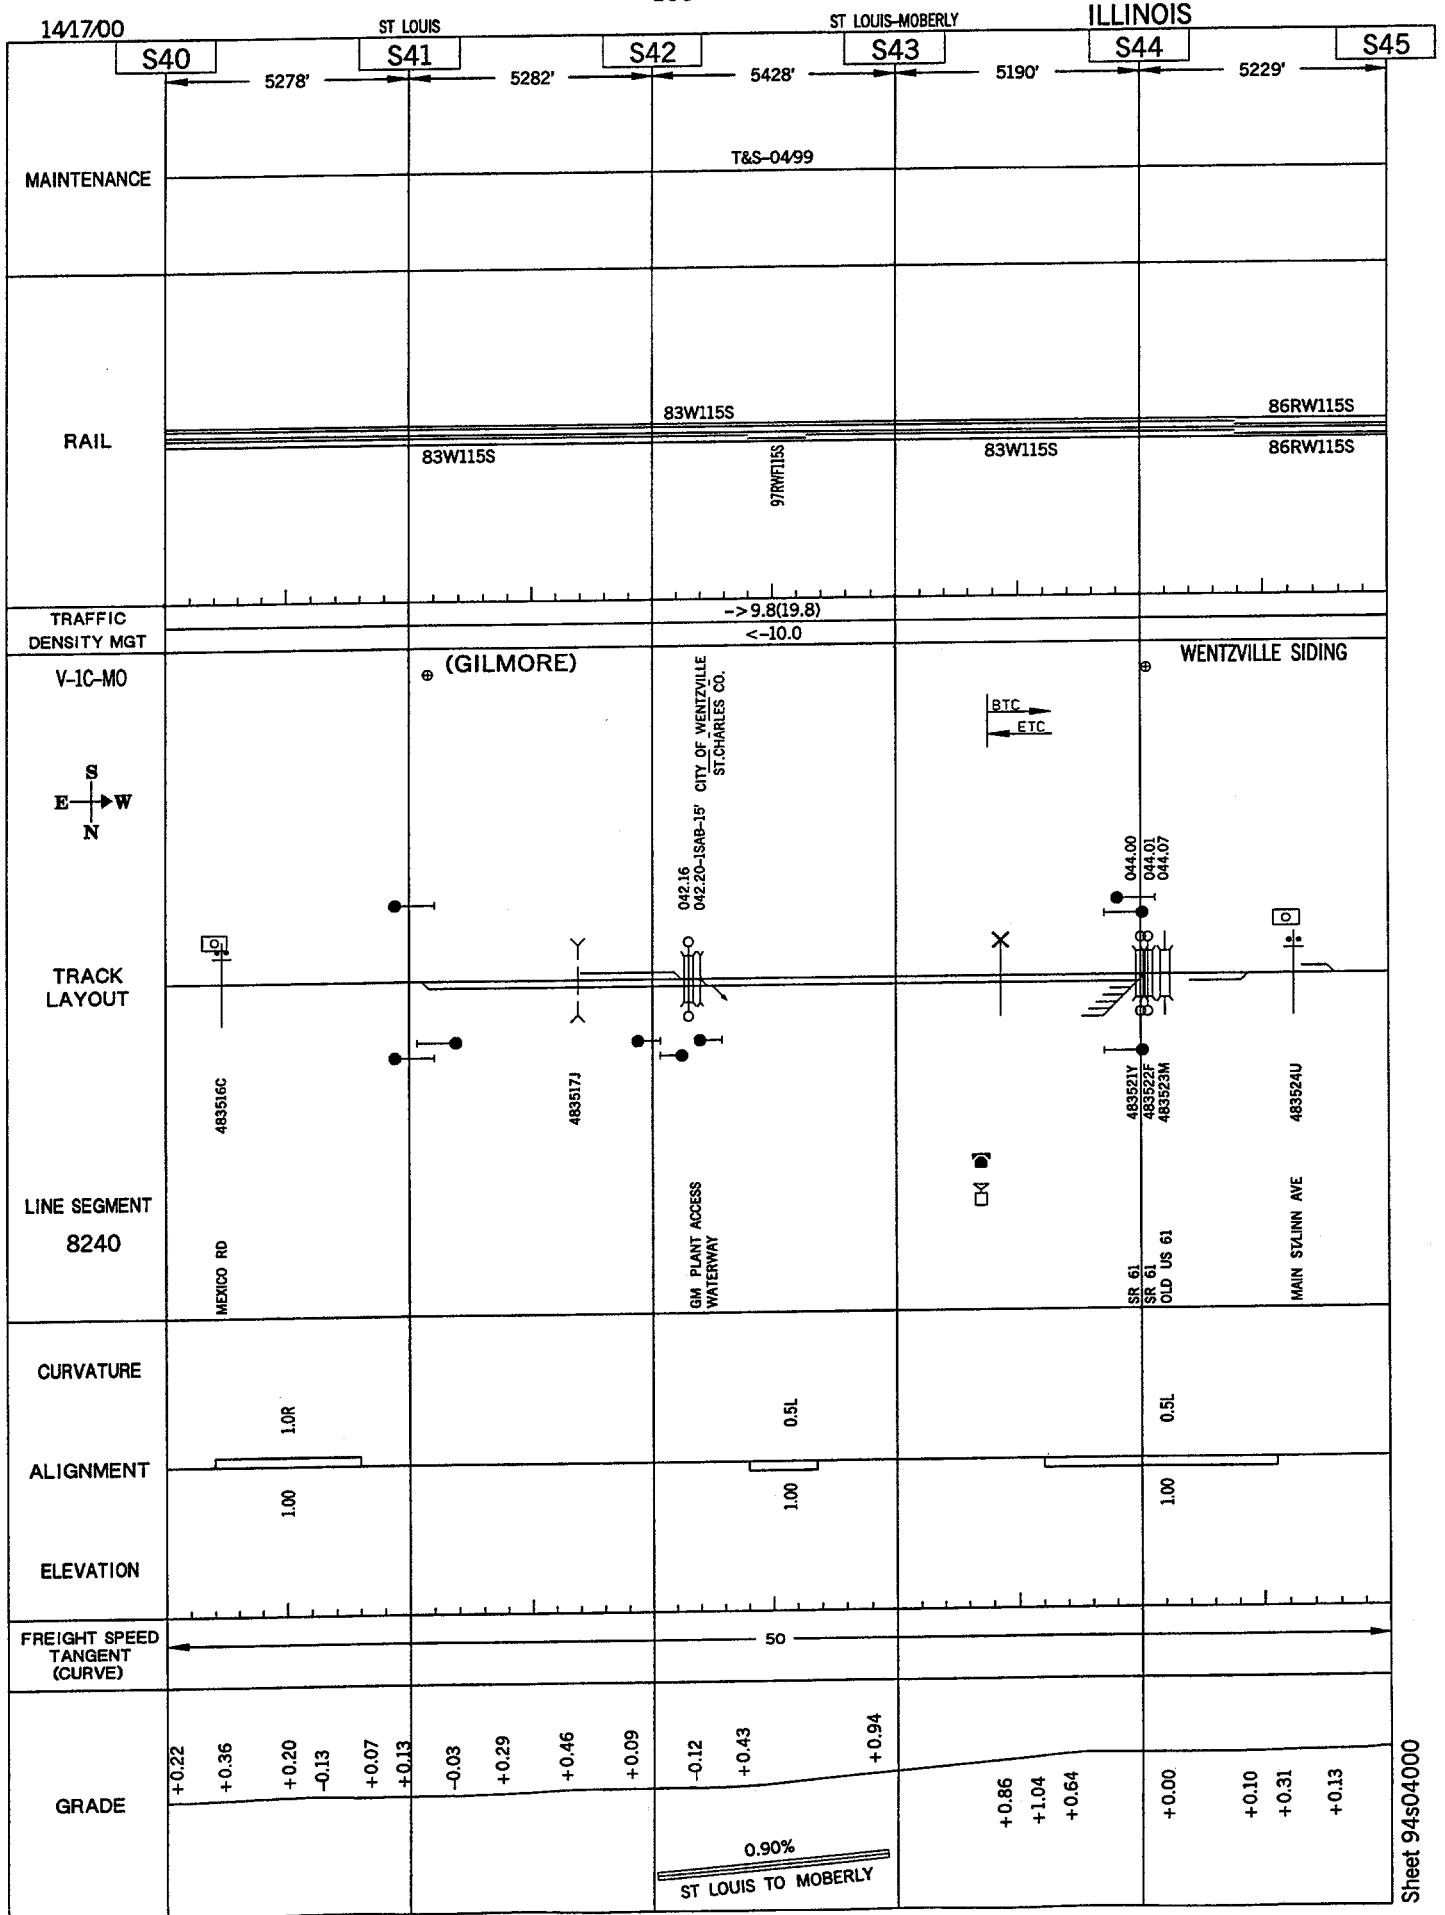 14/17/00
ST LOUIS
ST LOUIS-MOBERLY
ILLINOIS
S40
S41
S42
S43
S44
S45
5278'
5282'
5428'
5190'
5229'
MAINTENANCE
T&S-04/99
RAIL
83W115S
86RW115S
83W115S
97RWF115S
83W115S
86RW115S
TRAFFIC
DENSITY MGT
->9.8(19.8)
<-10.0
V-1C-MO
(GILMORE)
WENTZVILLE SIDING
CITY OF WENTZVILLE
ST.CHARLES CO.
BTC
ETC
S
E W
N
042.16
042.20-1SAB-15'
044.00
044.01
044.07
TRACK
LAYOUT
483516C
483517J
483521Y
483522F
483523M
483524U
LINE SEGMENT
8240
MEXICO RD
GM PLANT ACCESS
WATERWAY
SR 61
SR 61
OLD US 61
MAIN ST/LINN AVE
CURVATURE
1.0R
0.5L
0.5L
ALIGNMENT
1.00
1.00
1.00
ELEVATION
FREIGHT SPEED
TANGENT
(CURVE)
50
GRADE
+0.22
+0.36
+0.20
-0.13
+0.07
+0.13
-0.03
+0.29
+0.46
+0.09
-0.12
+0.43
+0.94
+0.86
+1.04
+0.64
+0.00
+0.10
+0.31
+0.13
0.90%
ST LOUIS TO MOBERLY
Sheet 94s04000